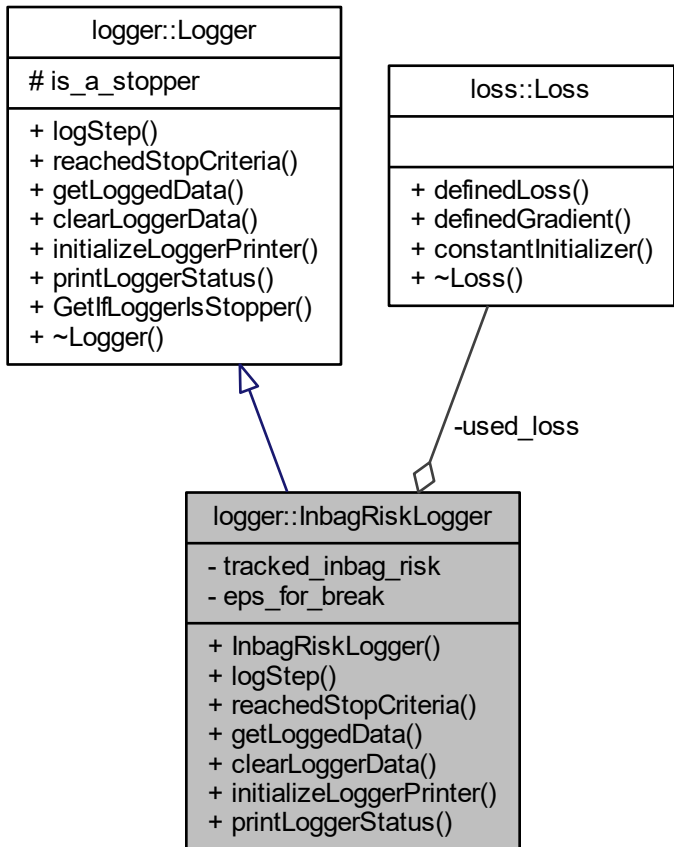 logger::Logger
# is_a_stopper
+ logStep()
+ reachedStopCriteria()
+ getLoggedData()
+ clearLoggerData()
+ initializeLoggerPrinter()
+ printLoggerStatus()
+ GetIfLoggerIsStopper()
+ ~Logger()
loss::Loss
+ definedLoss()
+ definedGradient()
+ constantInitializer()
+ ~Loss()
-used_loss
logger::InbagRiskLogger
- tracked_inbag_risk
- eps_for_break
+ InbagRiskLogger()
+ logStep()
+ reachedStopCriteria()
+ getLoggedData()
+ clearLoggerData()
+ initializeLoggerPrinter()
+ printLoggerStatus()